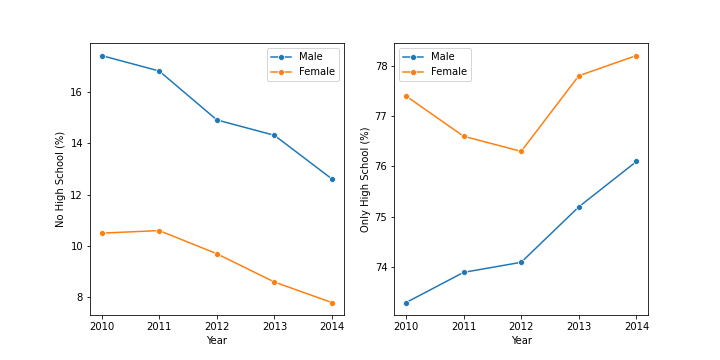 Male
Female
16
14
12
10
8
No High School (%)
2010 2011 2012 2013 2014
Year
Male
Female
78
77
76
75
74
Only High School (%)
2010 2011 2012 2013 2014
Year